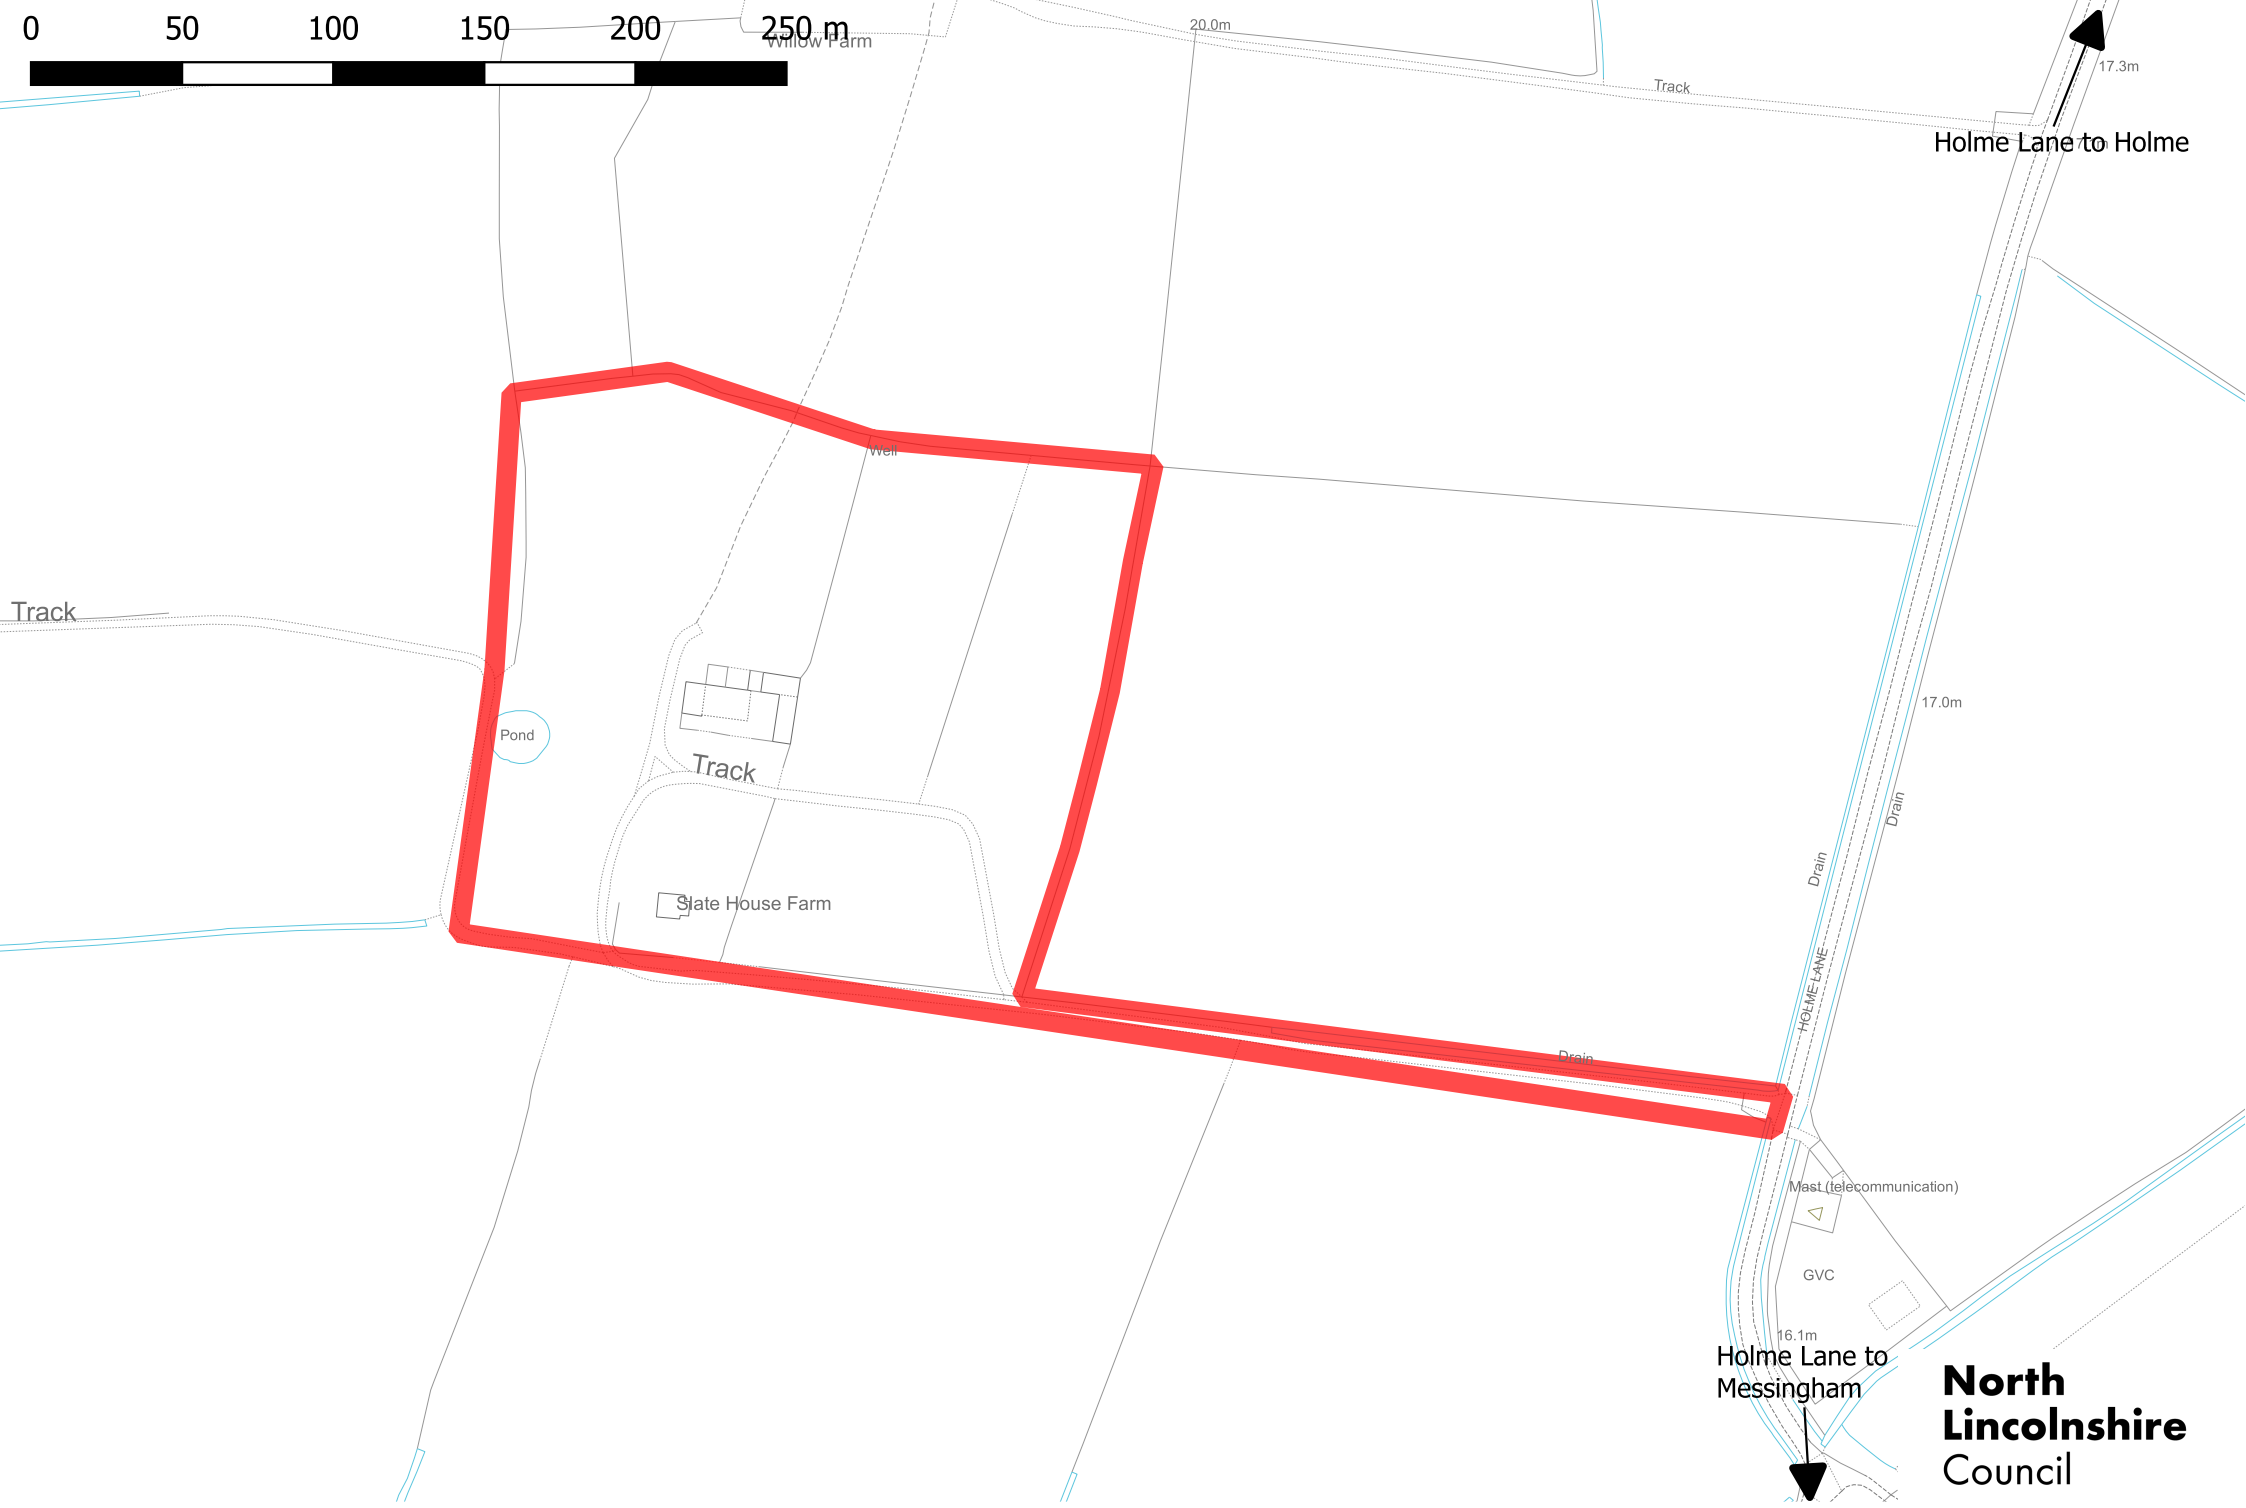 0 50 100 150 200 250 m
Willow Farm
20.0m
Track
17.3m
Holme Lane to Holme
Well
Track
17.0m
Pond
Track
Drain
Drain
Slate House Farm
HOLME LANE
Drain
Mast (telecommunication)
GVC
16.1m
Holme Lane to
Messingham
North
Lincolnshire
Council